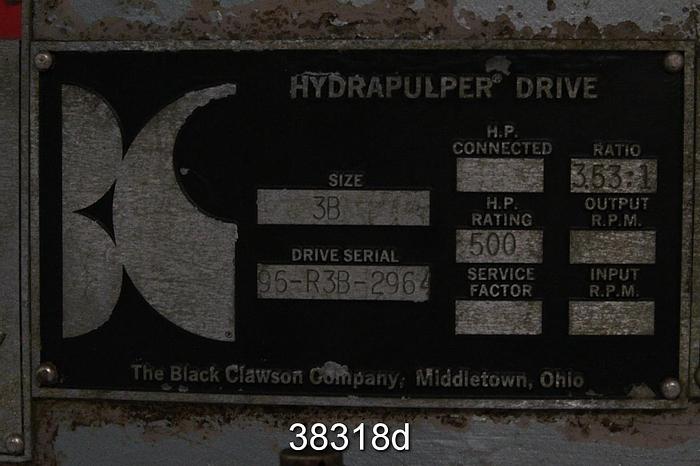 HYDRAPULPER® DRIVE
H.P. CONNECTED
RATIO
3.53:1
SIZE
3B
H.P. RATING
500
OUTPUT R.P.M.
DRIVE SERIAL
96-R3B-2964
SERVICE FACTOR
INPUT R.P.M.
The Black Clawson Company, Middletown, Ohio
38318d